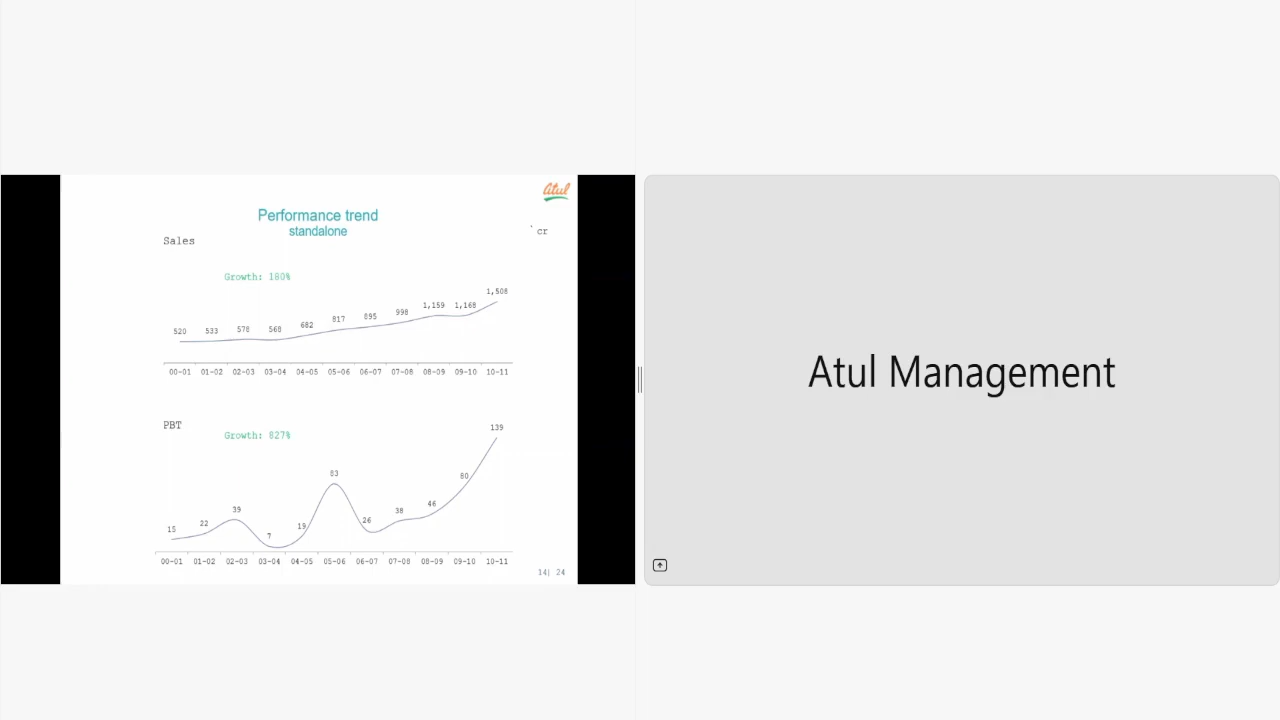 atul
Performance trend
standalone
Sales
` cr
Growth: 180%
520 533 578 568 682 817 895 998 1,159 1,168 1,508
00-01 01-02 02-03 03-04 04-05 05-06 06-07 07-08 08-09 09-10 10-11
PBT
Growth: 827%
15 22 39 7 19 83 26 38 46 80 139
00-01 01-02 02-03 03-04 04-05 05-06 06-07 07-08 08-09 09-10 10-11
14| 24
Atul Management